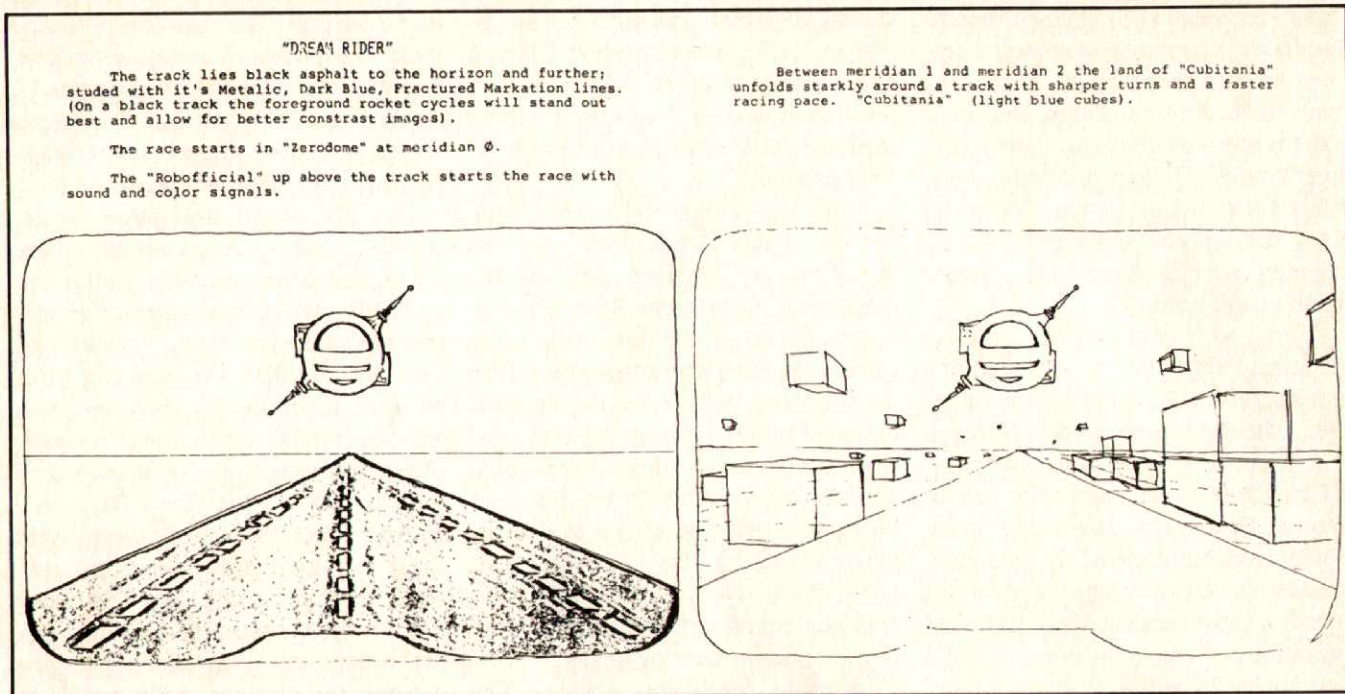 "DREAM RIDER"
The track lies black asphalt to the horizon and further;
studed with it's Metalic, Dark Blue, Fractured Markation lines.
(On a black track the foreground rocket cycles will stand out
best and allow for better constrast images).
The race starts in "Zerodome" at meridian Ø.
The "Robofficial" up above the track starts the race with
sound and color signals.
Between meridian 1 and meridian 2 the land of "Cubitania"
unfolds starkly around a track with sharper turns and a faster
racing pace. "Cubitania" (light blue cubes).